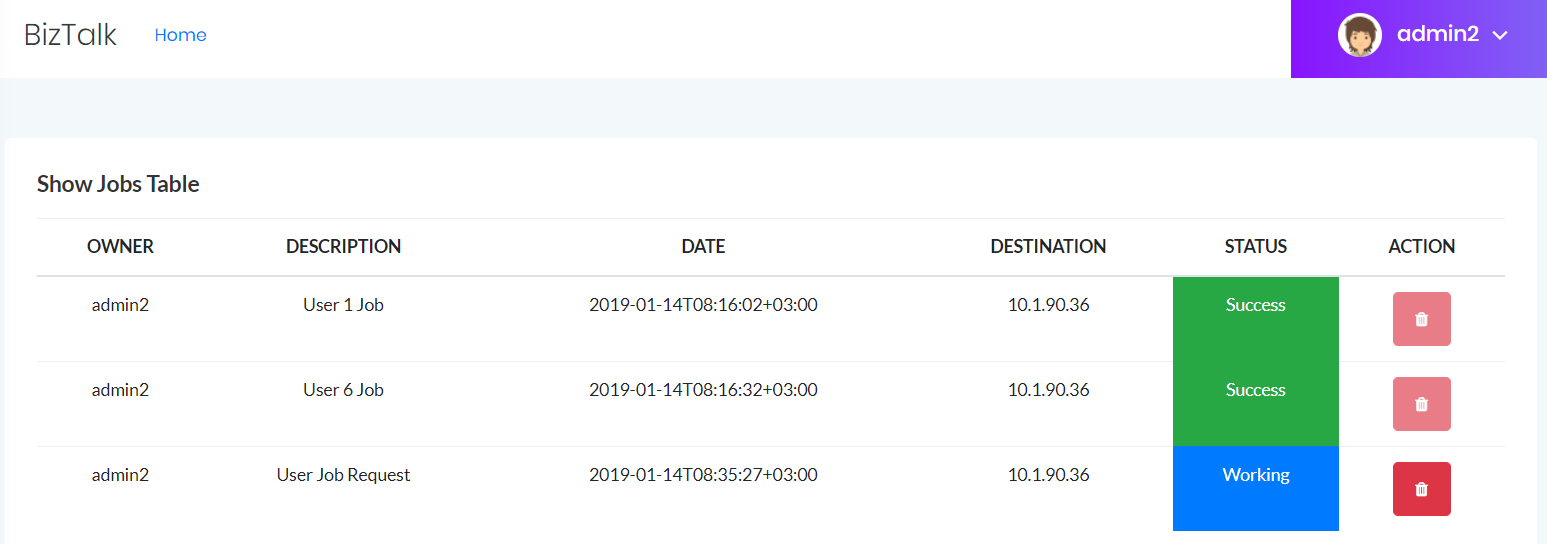 BizTalk Home admin2
Show Jobs Table
OWNER DESCRIPTION DATE DESTINATION STATUS ACTION
admin2 User 1 Job 2019-01-14T08:16:02+03:00 10.1.90.36 Success
admin2 User 6 Job 2019-01-14T08:16:32+03:00 10.1.90.36 Success
admin2 User Job Request 2019-01-14T08:35:27+03:00 10.1.90.36 Working